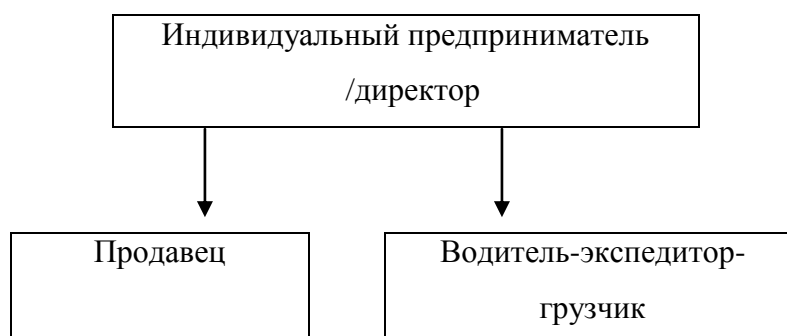 Индивидуальный предприниматель
/директор
Продавец
Водитель-экспедитор-
грузчик